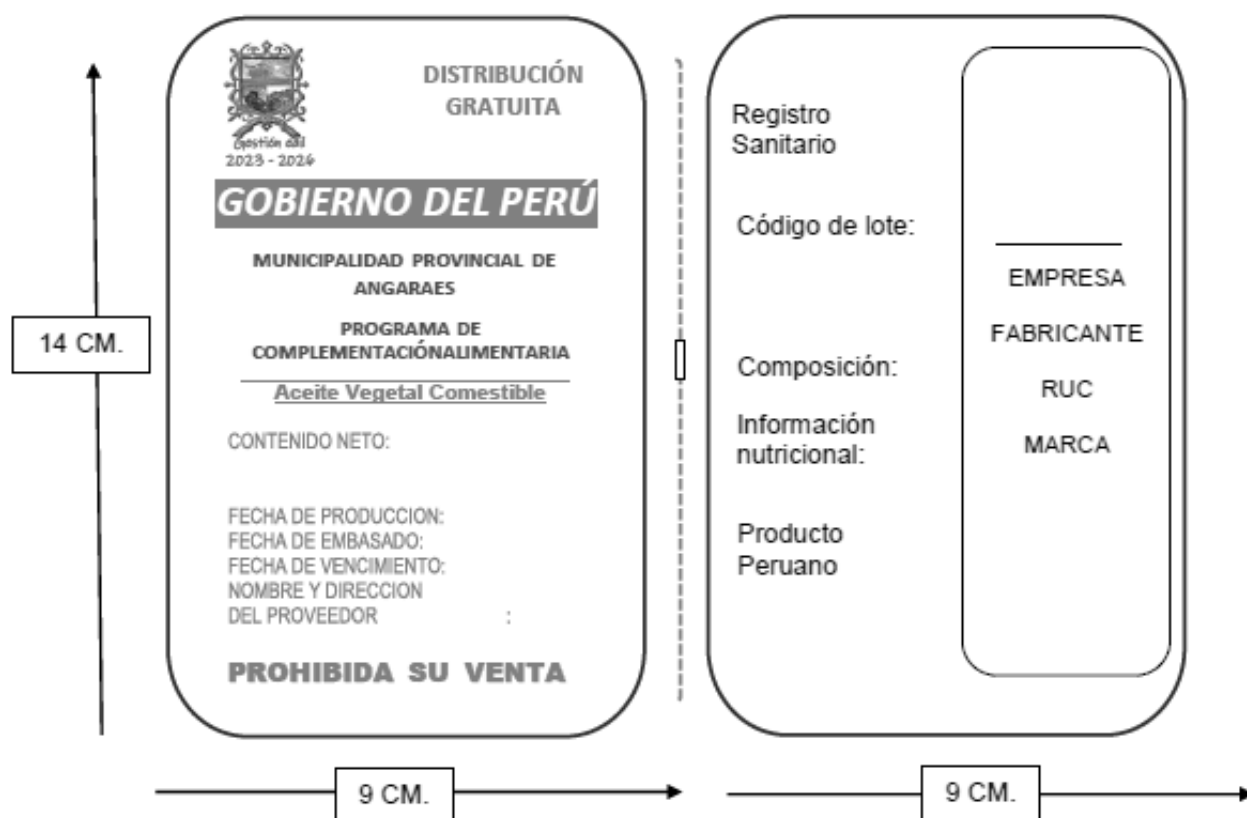 Gestión edil
2023 - 2026
DISTRIBUCIÓN
GRATUITA
GOBIERNO DEL PERÚ
MUNICIPALIDAD PROVINCIAL DE
ANGARAES
PROGRAMA DE
COMPLEMENTACIÓNALIMENTARIA
Aceite Vegetal Comestible
CONTENIDO NETO:
FECHA DE PRODUCCION:
FECHA DE EMBASADO:
FECHA DE VENCIMIENTO:
NOMBRE Y DIRECCION
DEL PROVEEDOR :
PROHIBIDA SU VENTA
14 CM.
9 CM.
Registro
Sanitario
Código de lote:
Composición:
Información
nutricional:
Producto
Peruano
EMPRESA
FABRICANTE
RUC
MARCA
9 CM.